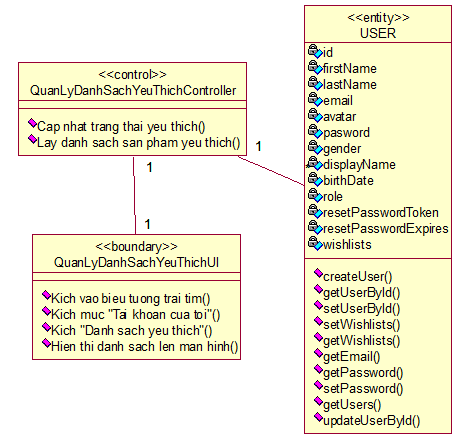 <<control>>
QuanLyDanhSachYeuThichController
Cap nhat trang thai yeu thich()
Lay danh sach san pham yeu thich()
1
1
1
<<boundary>>
QuanLyDanhSachYeuThichUI
Kich vao bieu tuong trai tim()
Kich muc "Tai khoan cua toi"()
Kich "Danh sach yeu thich"()
Hien thi danh sach len man hinh()
<<entity>>
USER
id
firstName
lastName
email
avatar
pasword
gender
displayName
birthDate
role
resetPasswordToken
resetPasswordExpires
wishlists
createUser()
getUserById()
setUserById()
setWishlists()
getWishlists()
getEmail()
getPassword()
setPassword()
getUsers()
updateUserById()